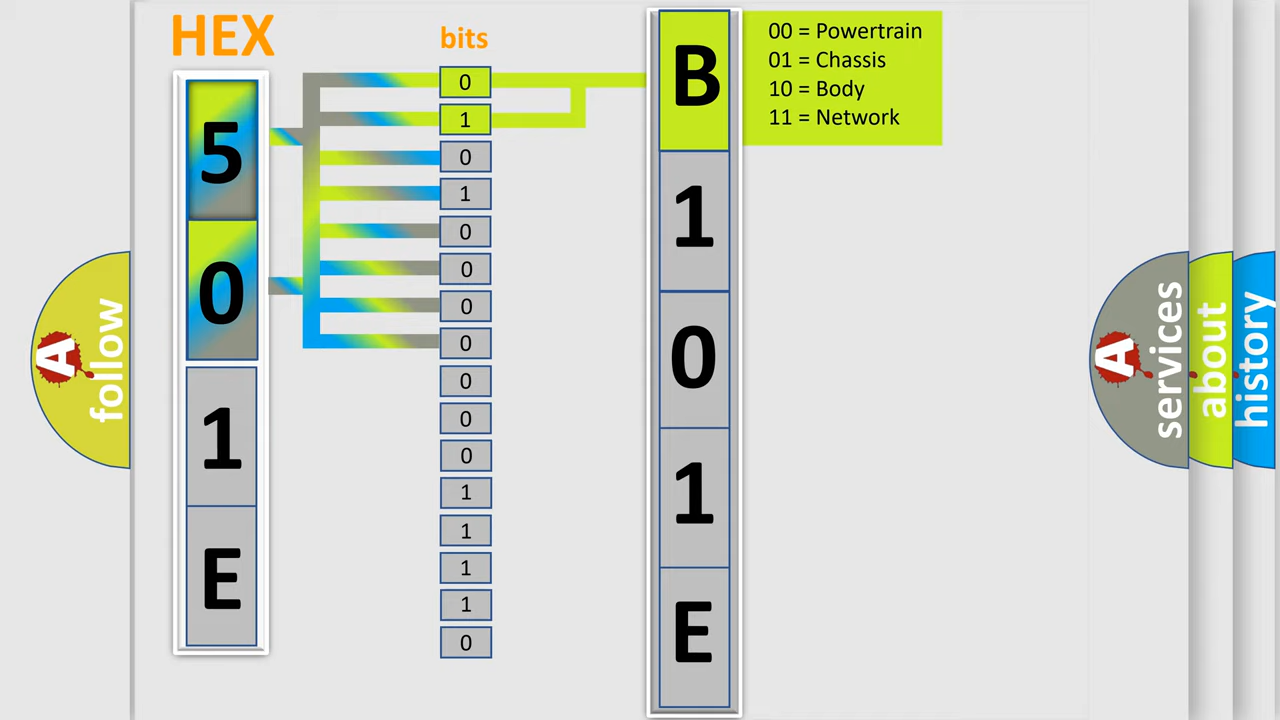 HEX
bits
5
0
1
E
0
1
0
1
0
0
0
0
0
0
0
1
1
1
1
0
B
1
0
1
E
00 = Powertrain
01 = Chassis
10 = Body
11 = Network
A
follow
A
services
about
history